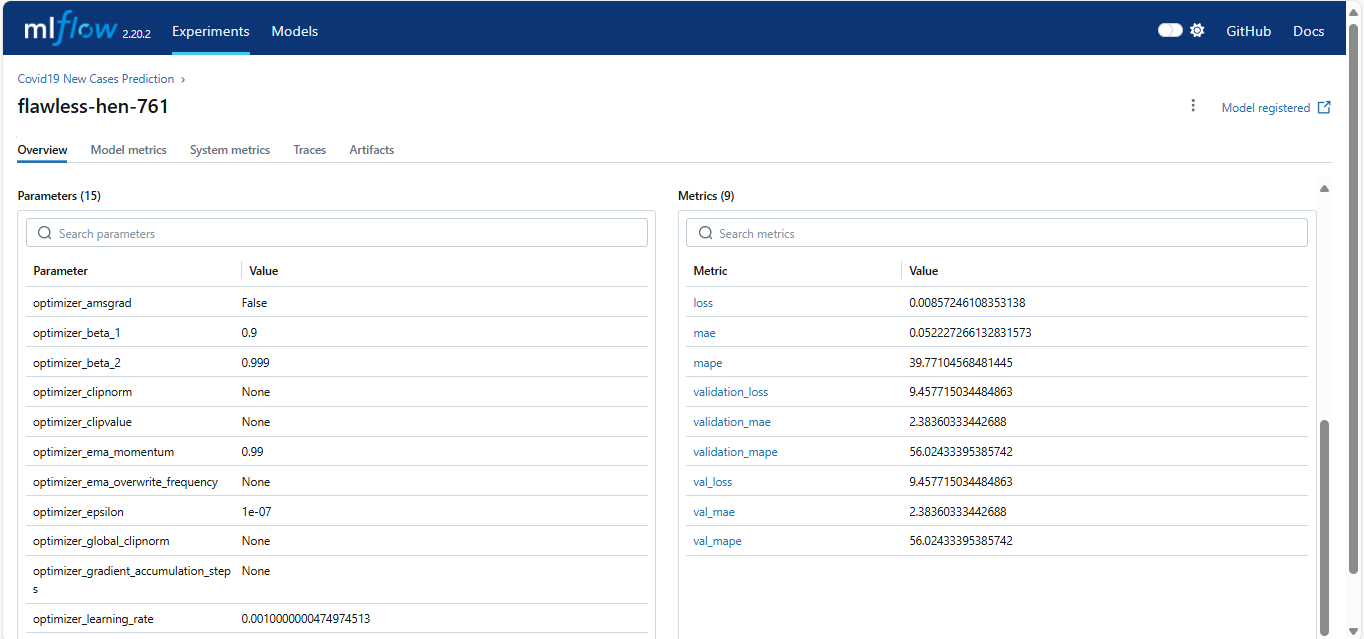 mlflow 2.20.2 Experiments Models GitHub Docs
Covid19 New Cases Prediction ›
flawless-hen-761
Model registered
Overview Model metrics System metrics Traces Artifacts
Parameters (15)
Search parameters
Parameter Value
optimizer_amsgrad False
optimizer_beta_1 0.9
optimizer_beta_2 0.999
optimizer_clipnorm None
optimizer_clipvalue None
optimizer_ema_momentum 0.99
optimizer_ema_overwrite_frequency None
optimizer_epsilon 1e-07
optimizer_global_clipnorm None
optimizer_gradient_accumulation_step None
s
optimizer_learning_rate 0.0010000000474974513
Metrics (9)
Search metrics
Metric Value
loss 0.00857246108353138
mae 0.052227266132831573
mape 39.77104568481445
validation_loss 9.457715034484863
validation_mae 2.38360333442688
validation_mape 56.02433395385742
val_loss 9.457715034484863
val_mae 2.38360333442688
val_mape 56.02433395385742